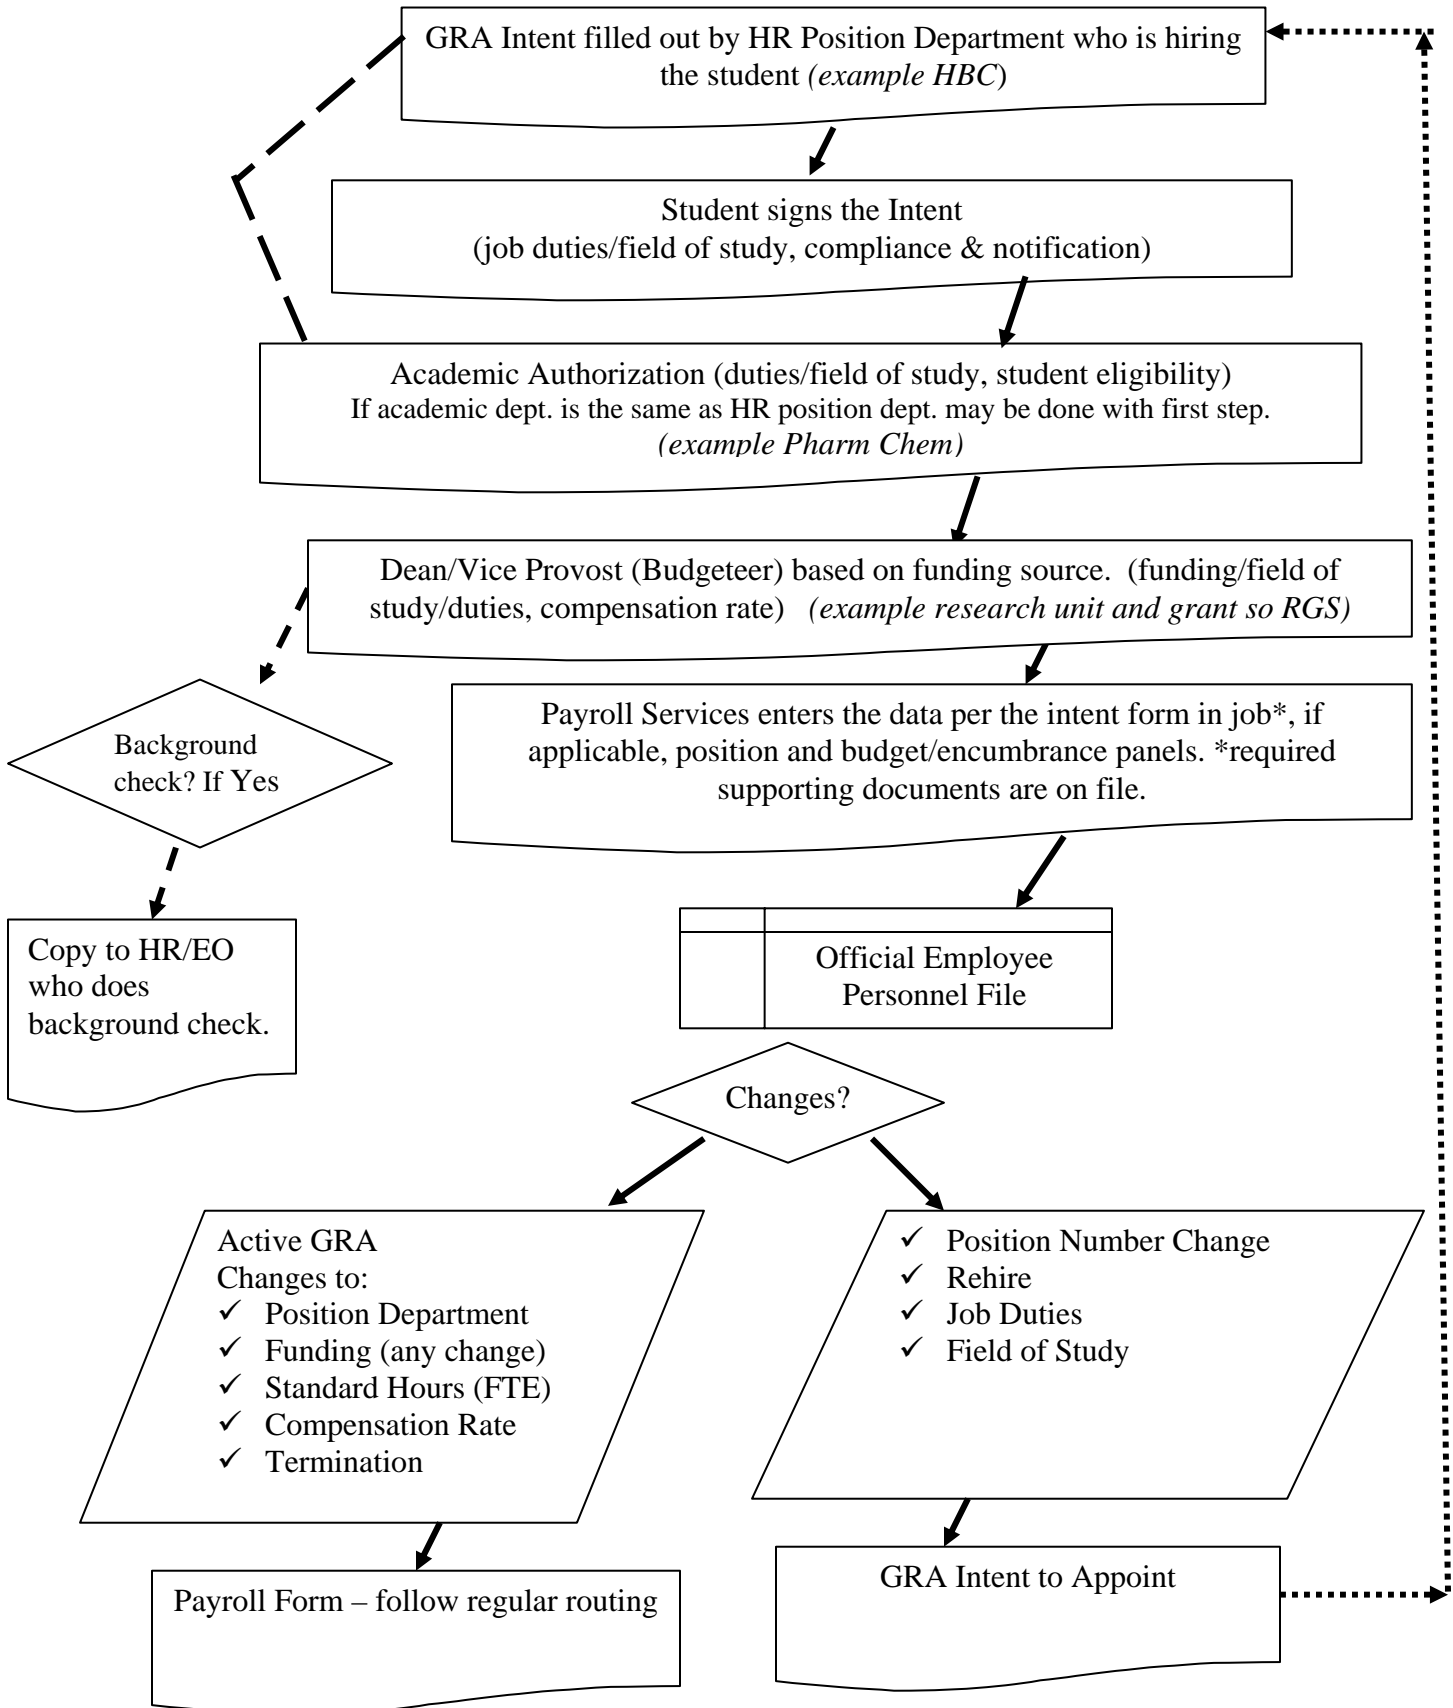 GRA Intent filled out by HR Position Department who is hiring
the student (example HBC)
Student signs the Intent
(job duties/field of study, compliance & notification)
Academic Authorization (duties/field of study, student eligibility)
If academic dept. is the same as HR position dept. may be done with first step.
(example Pharm Chem)
Dean/Vice Provost (Budgeteer) based on funding source. (funding/field of
study/duties, compensation rate) (example research unit and grant so RGS)
Background
check? If Yes
Payroll Services enters the data per the intent form in job*, if
applicable, position and budget/encumbrance panels. *required
supporting documents are on file.
Copy to HR/EO
who does
background check.
Official Employee
Personnel File
Changes?
Active GRA
Changes to:
✓ Position Department
✓ Funding (any change)
✓ Standard Hours (FTE)
✓ Compensation Rate
✓ Termination
✓ Position Number Change
✓ Rehire
✓ Job Duties
✓ Field of Study
Payroll Form – follow regular routing
GRA Intent to Appoint